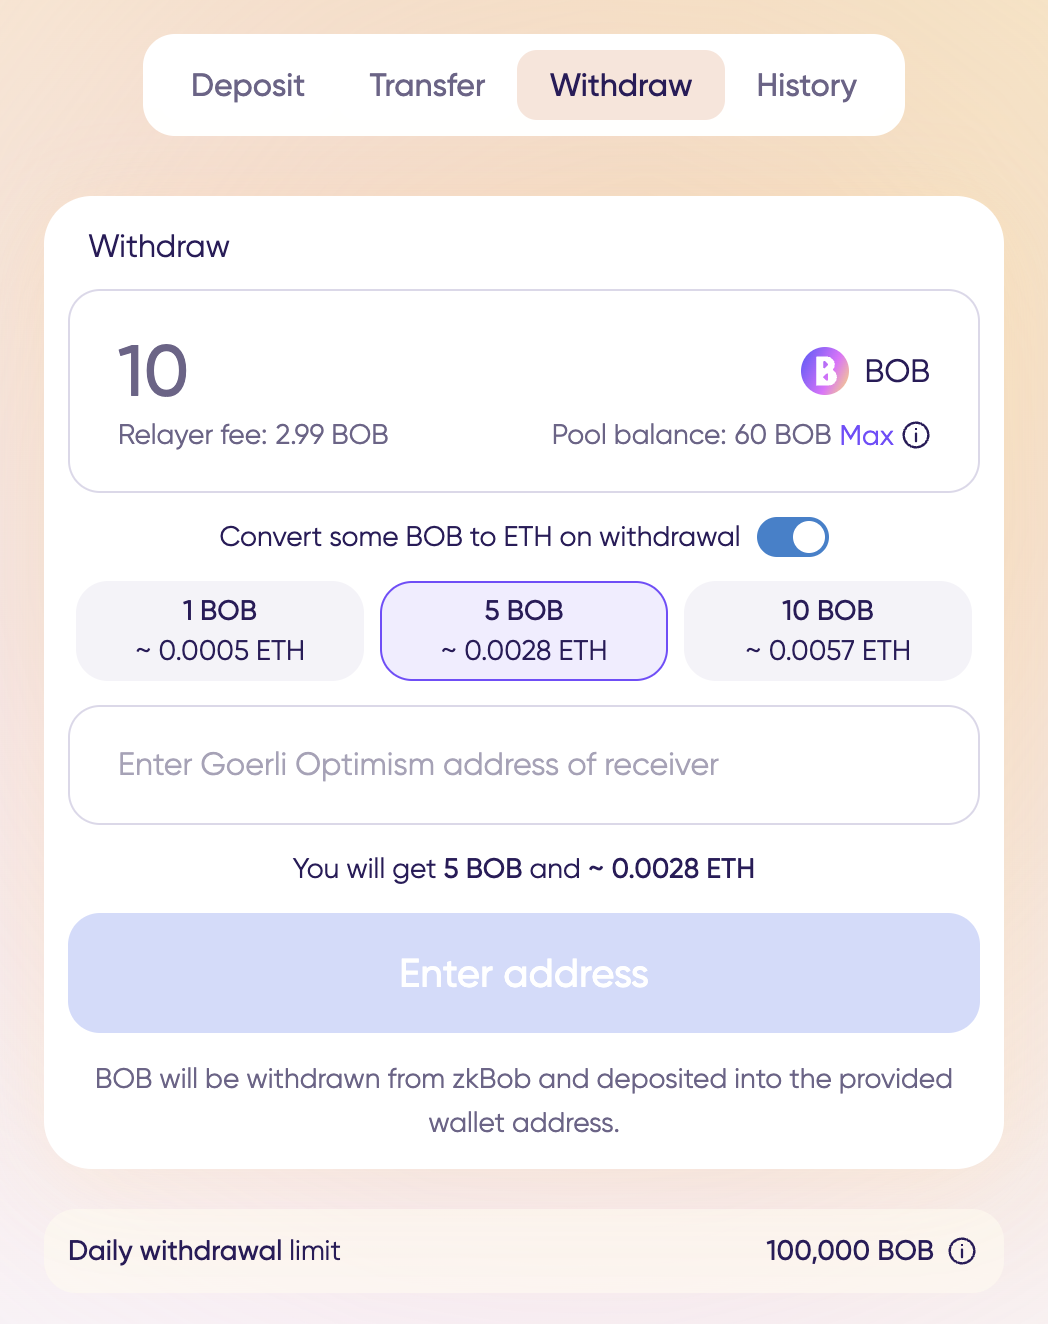 Deposit Transfer Withdraw History
Withdraw
10 BOB
Relayer fee: 2.99 BOB Pool balance: 60 BOB Max
Convert some BOB to ETH on withdrawal
1 BOB 5 BOB 10 BOB
~ 0.0005 ETH ~ 0.0028 ETH ~ 0.0057 ETH
Enter Goerli Optimism address of receiver
You will get 5 BOB and ~ 0.0028 ETH
Enter address
BOB will be withdrawn from zkBob and deposited into the provided
wallet address.
Daily withdrawal limit 100,000 BOB